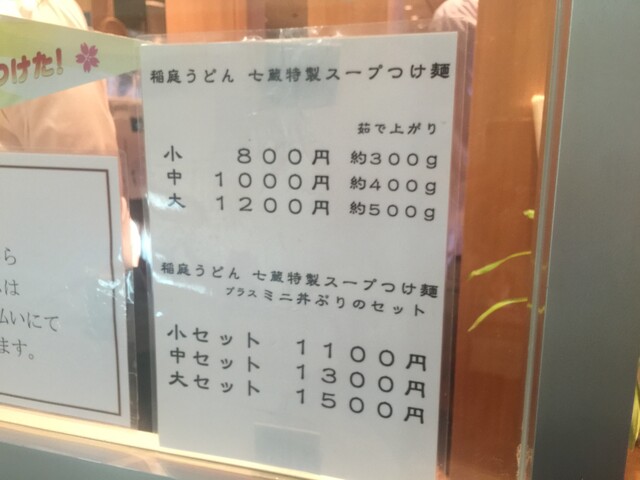 つけた!
稲庭うどん 七蔵特製スープつけ麺
茹で上がり
小 800円 約300g
中 1000円 約400g
大 1200円 約500g
稲庭うどん 七蔵特製スープつけ麺
プラスミニ丼ぶりのセット
小セット 1100円
中セット 1300円
大セット 1500円
ら
は
払いにて
ます。